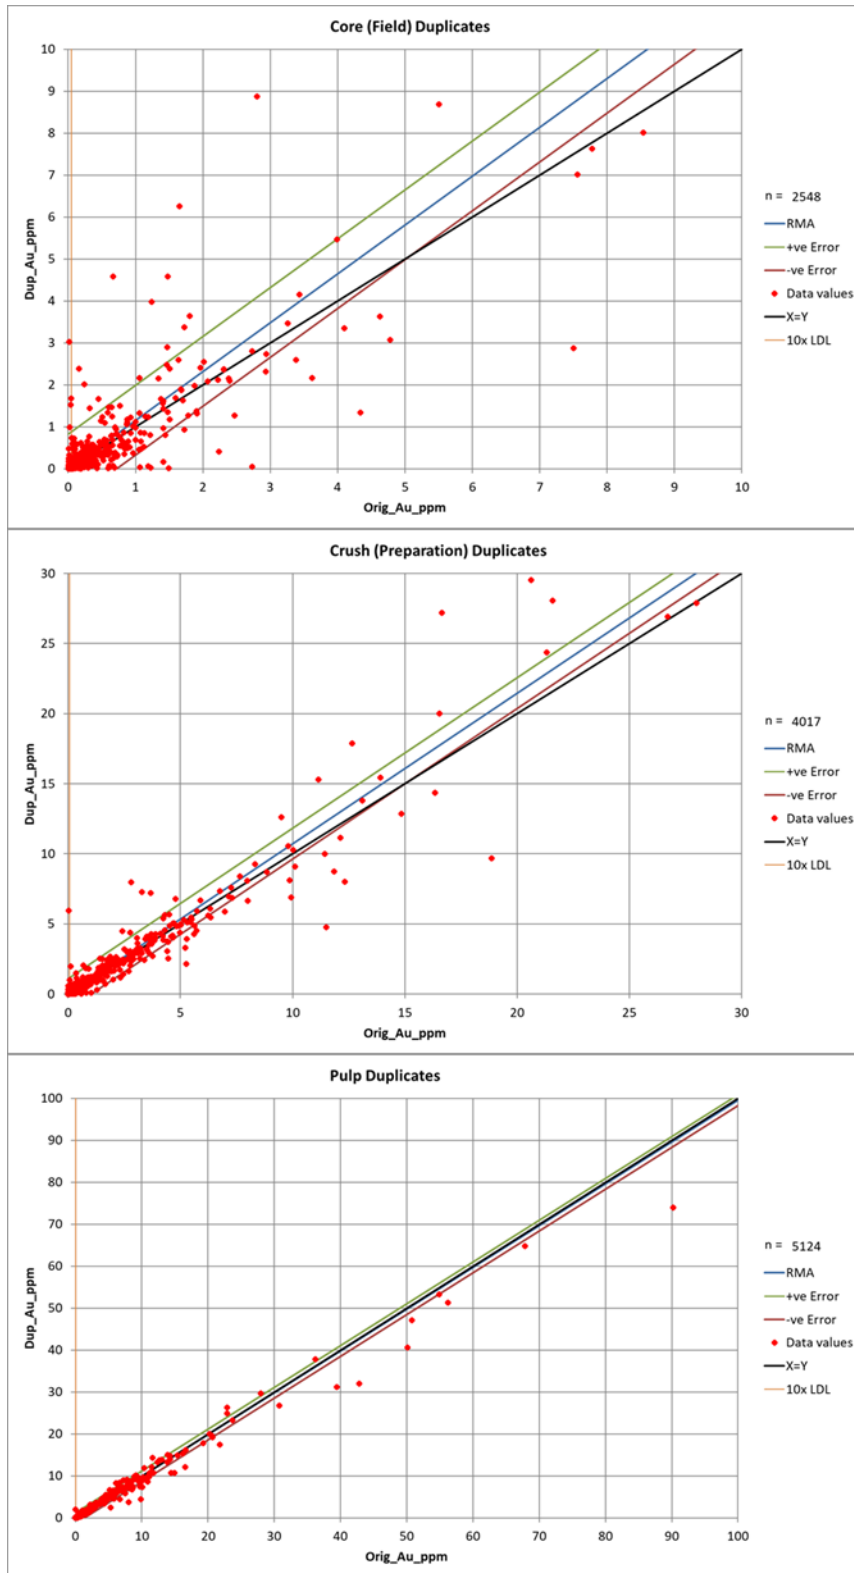 Core (Field) Duplicates
10
9
8
7
6
5
4
3
2
1
0
Dup_Au_ppm
0 1 2 3 4 5 6 7 8 9 10
Orig_Au_ppm
n = 2548
RMA
+ve Error
-ve Error
Data values
X=Y
10x LDL
Crush (Preparation) Duplicates
30
25
20
15
10
5
0
Dup_Au_ppm
0 5 10 15 20 25 30
Orig_Au_ppm
n = 4017
RMA
+ve Error
-ve Error
Data values
X=Y
10x LDL
Pulp Duplicates
100
90
80
70
60
50
40
30
20
10
0
Dup_Au_ppm
0 10 20 30 40 50 60 70 80 90 100
Orig_Au_ppm
n = 5124
RMA
+ve Error
-ve Error
Data values
X=Y
10x LDL